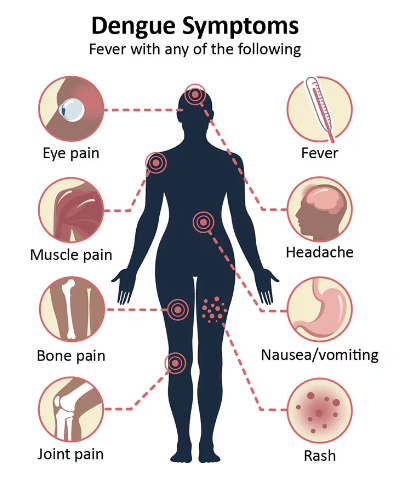 Dengue Symptoms
Fever with any of the following
Eye pain
Fever
Muscle pain
Headache
Bone pain
Nausea/vomiting
Joint pain
Rash